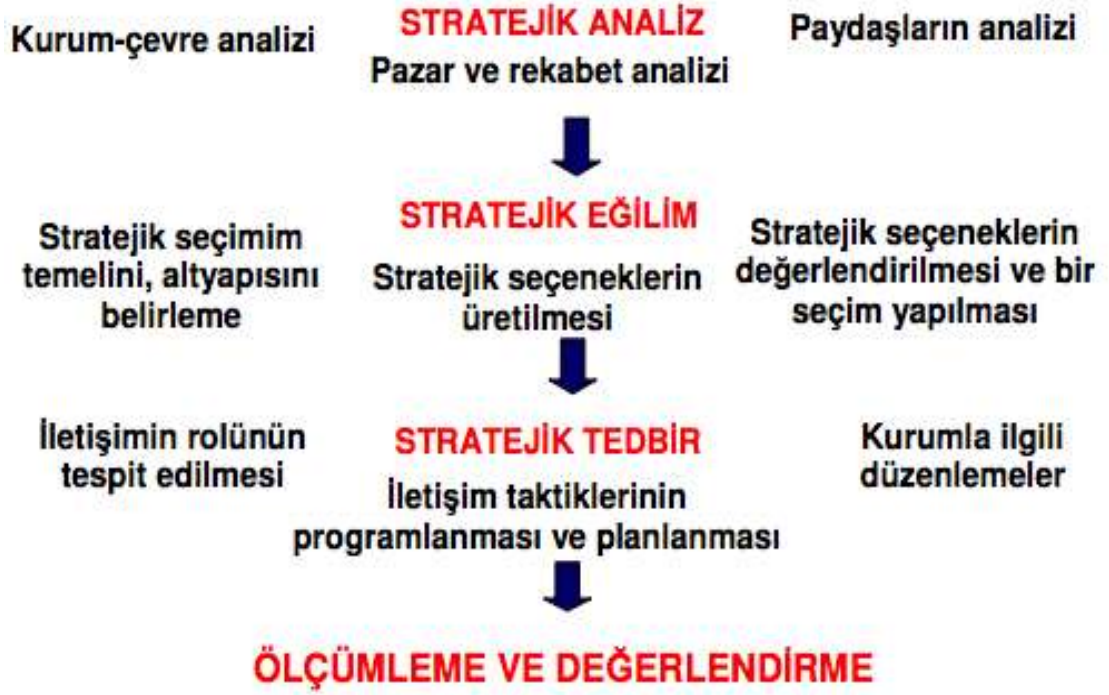 Kurum-çevre analizi
STRATEJİK ANALİZ
Pazar ve rekabet analizi
Paydaşların analizi
STRATEJİK EĞİLİM
Stratejik seçimim
temelini, altyapısını
belirleme
Stratejik seçeneklerin
üretilmesi
Stratejik seçeneklerin
değerlendirilmesi ve bir
seçim yapılması
İletişimin rolünün
tespit edilmesi
STRATEJİK TEDBİR
İletişim taktiklerinin
programlanması ve planlanması
Kurumla ilgili
düzenlemeler
ÖLÇÜMLEME VE DEĞERLENDİRME